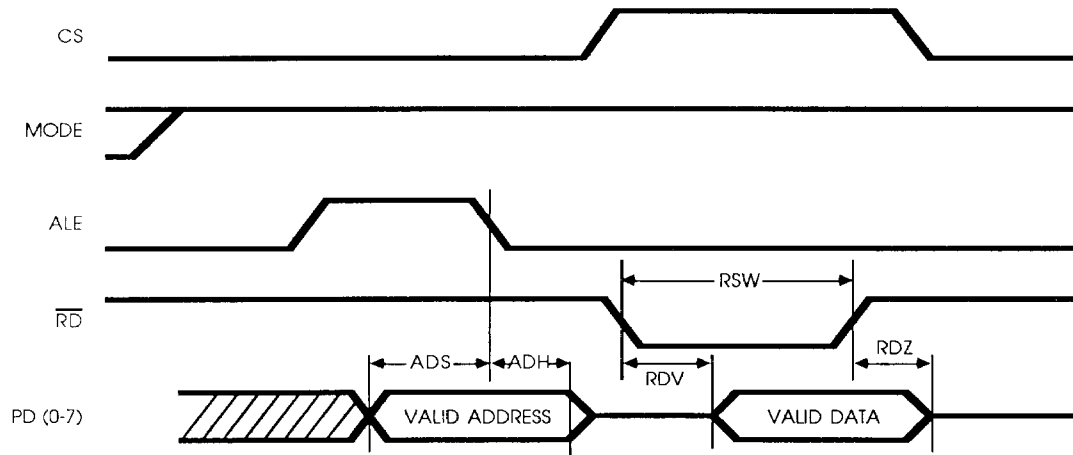 CS
MODE
ALE
RSW
RD
ADS ADH RDV RDZ
PD (0-7) VALID ADDRESS VALID DATA